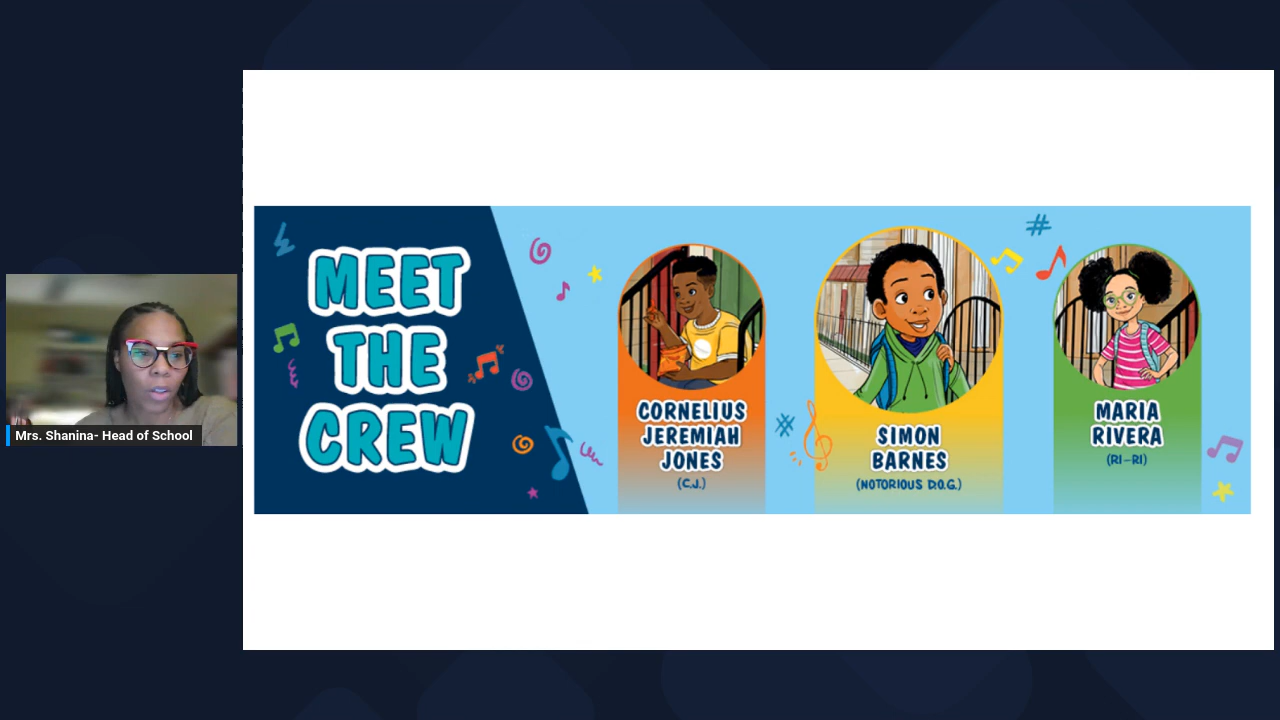 Mrs. Shanina- Head of School
MEET
THE
CREW
CORNELIUS
JEREMIAH
JONES
(C.J.)
SIMON
BARNES
(NOTORIOUS D.O.G.)
MARIA
RIVERA
(RI-RI)